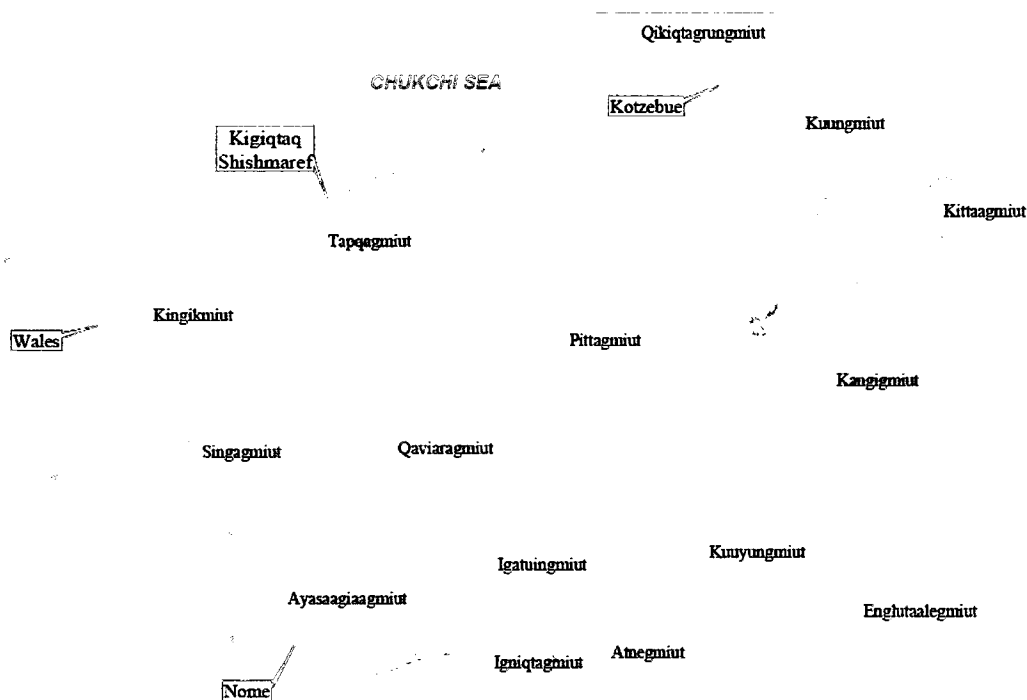 Qikiqtagrungmiut
CHUKCHI SEA
Kotzebue
Kuungmiut
Kigiqtaq
Shishmaref
Kittaagmiut
Tapqagmiut
Kingikmiut
Wales
Pittagmiut
Kangigmiut
Singagmiut
Qaviaragmiut
Igatuingmiut
Kuuyungmiut
Ayasaagiaagmiut
Englutaalegmiut
Igniqtagmiut
Atnegmiut
Nome